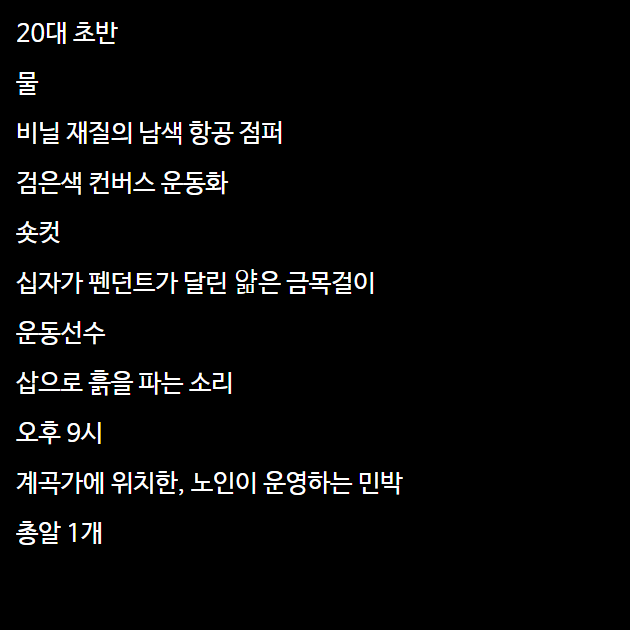 20대 초반
물
비닐 재질의 남색 항공 점퍼
검은색 컨버스 운동화
숏컷
십자가 펜던트가 달린 얇은 금목걸이
운동선수
삽으로 흙을 파는 소리
오후 9시
계곡가에 위치한, 노인이 운영하는 민박
총알 1개